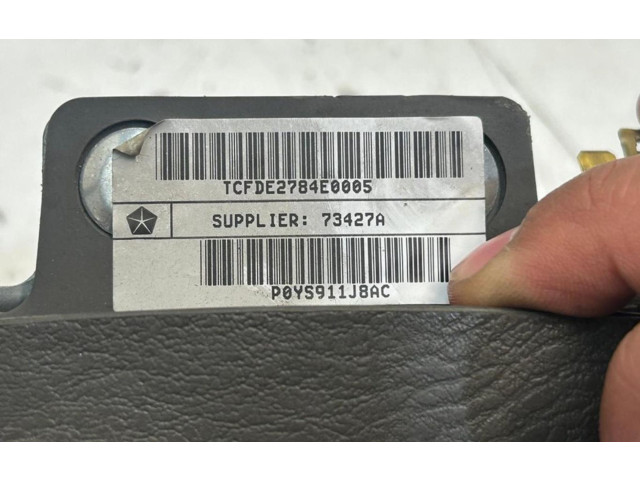 TCFDE2784E0005
SUPPLIER: 73427A
P0YS911J8AC